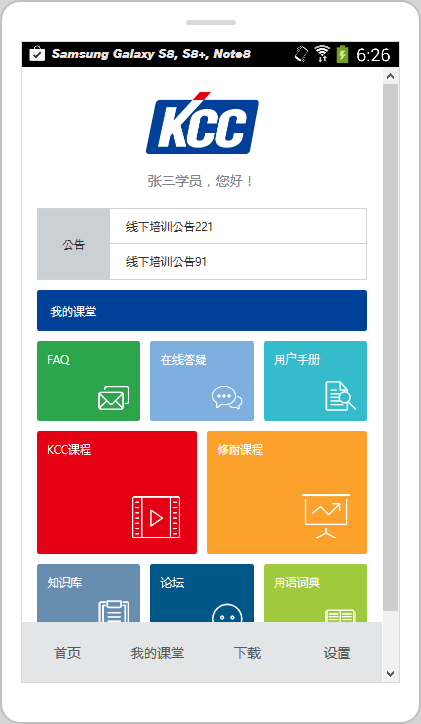 Samsung Galaxy S8, S8+, Note8
6:26
KCC
张三学员，您好！
公告
线下培训公告221
线下培训公告91
我的课堂
FAQ
在线答疑
用户手册
KCC课程
修耐课程
知识库
论坛
用语词典
首页
我的课堂
下载
设置